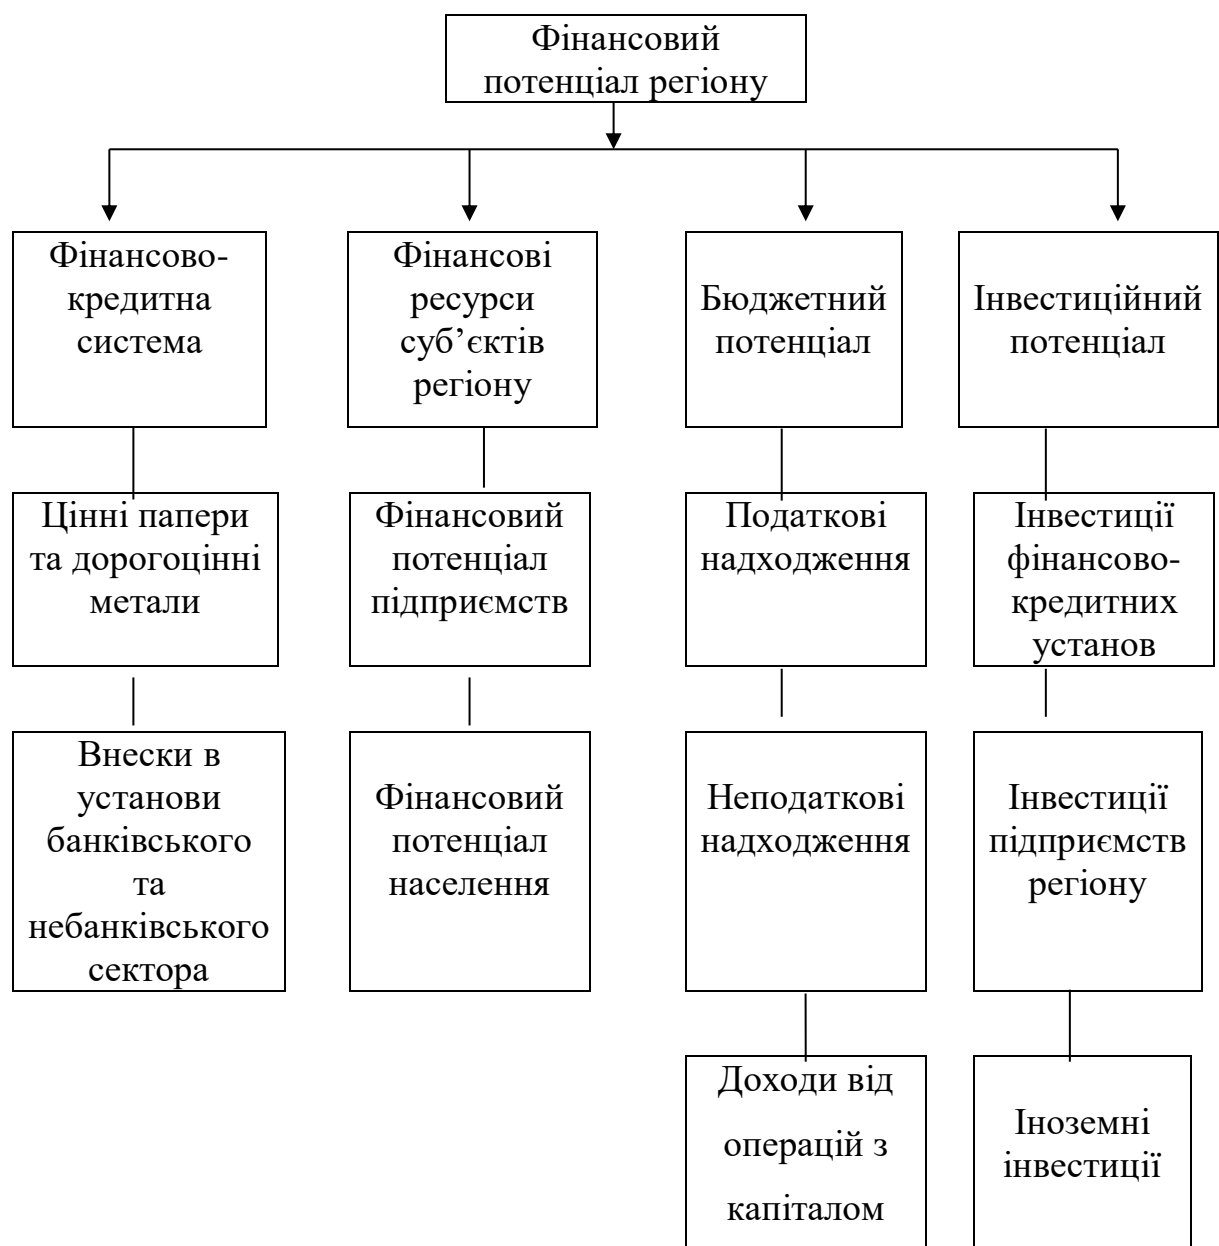 Фінансовий
потенціал регіону
Фінансово-
кредитна
система
Фінансові
ресурси
суб’єктів
регіону
Бюджетний
потенціал
Інвестиційний
потенціал
Цінні папери
та дорогоцінні
метали
Фінансовий
потенціал
підприємств
Податкові
надходження
Інвестиції
фінансово-
кредитних
установ
Внески в
установи
банківського
та
небанківського
сектора
Фінансовий
потенціал
населення
Неподаткові
надходження
Інвестиції
підприємств
регіону
Доходи від
операцій з
капіталом
Іноземні
інвестиції